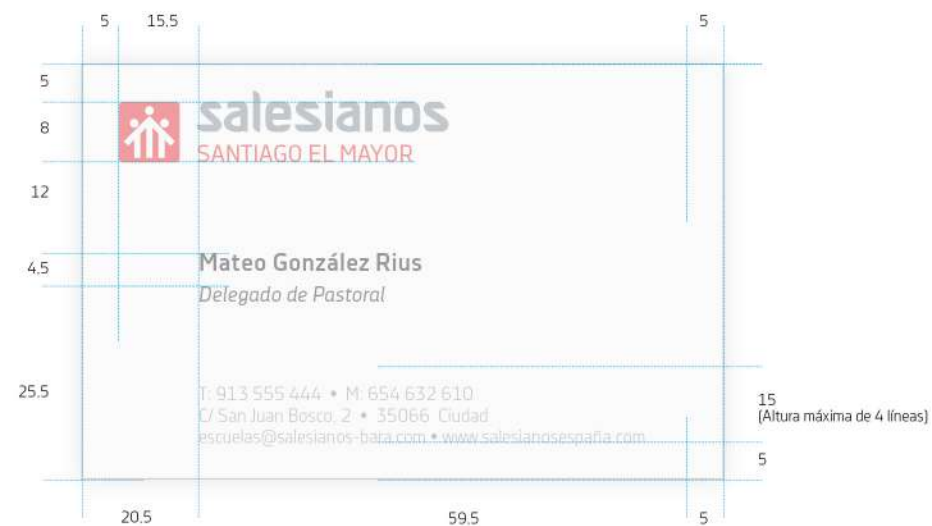 5 15.5 5
5
8
12
4.5
25.5
salesianos
SANTIAGO EL MAYOR
Mateo González Rius
Delegado de Pastoral
T: 913 555 444 • M: 654 632 610
C/ San Juan Bosco, 2 • 35066 Ciudad
escuelas@salesianos-bara.com • www.salesianosespaña.com
15
(Altura máxima de 4 líneas)
5
20.5 59.5 5